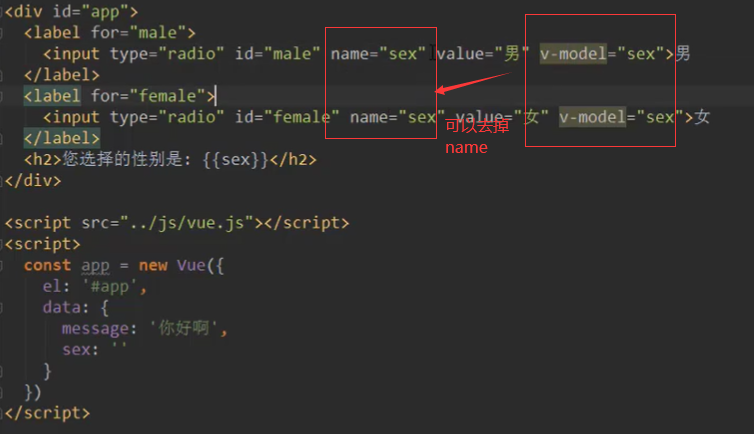 <div id="app">
<label for="male">
<input type="radio" id="male" name="sex" value="男" v-model="sex">男
</label>
<label for="female">
<input type="radio" id="female" name="sex" value="女" v-model="sex">女
可以去掉
name
</label>
<h2>您选择的性别是: {{sex}}</h2>
</div>
<script src="../js/vue.js"></script>
<script>
const app = new Vue({
el: '#app',
data: {
message: '你好啊',
sex: ''
}
})
</script>